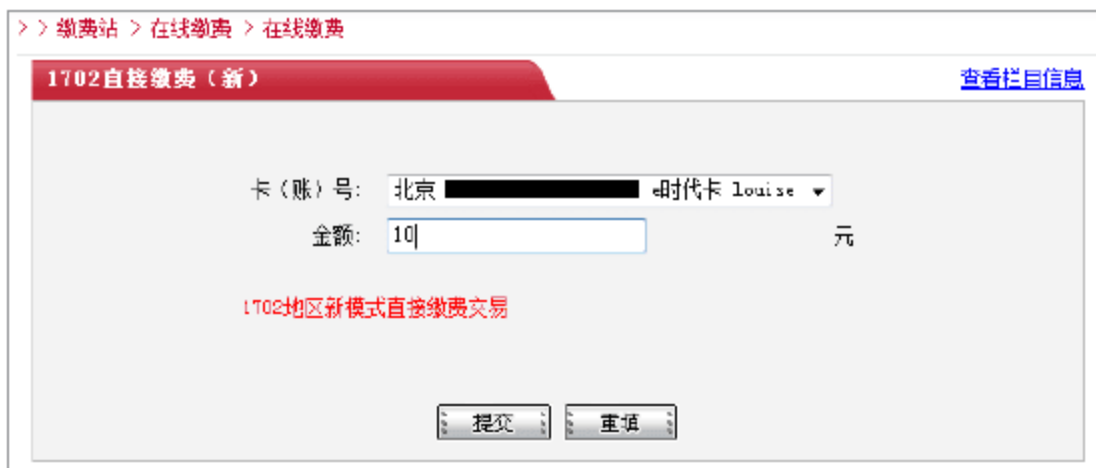 > > 缴费站 > 在线缴费 > 在线缴费
1702直接缴费（新）
查看栏目信息
卡（账）号: 北京 e时代卡 louise
金额: 10 元
1702地区新模式直接缴费交易
提交 重填